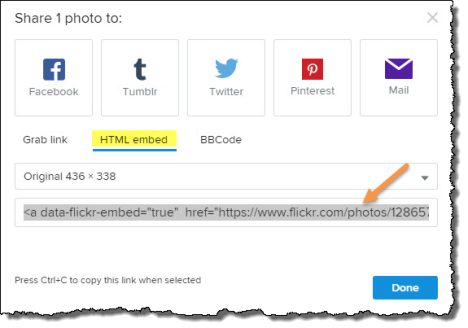 Share 1 photo to:
Facebook Tumblr Twitter Pinterest Mail
Grab link HTML embed BBCode
Original 436 × 338
<a data-flickr-embed="true" href="https://www.flickr.com/photos/128657
Press Ctrl+C to copy this link when selected
Done